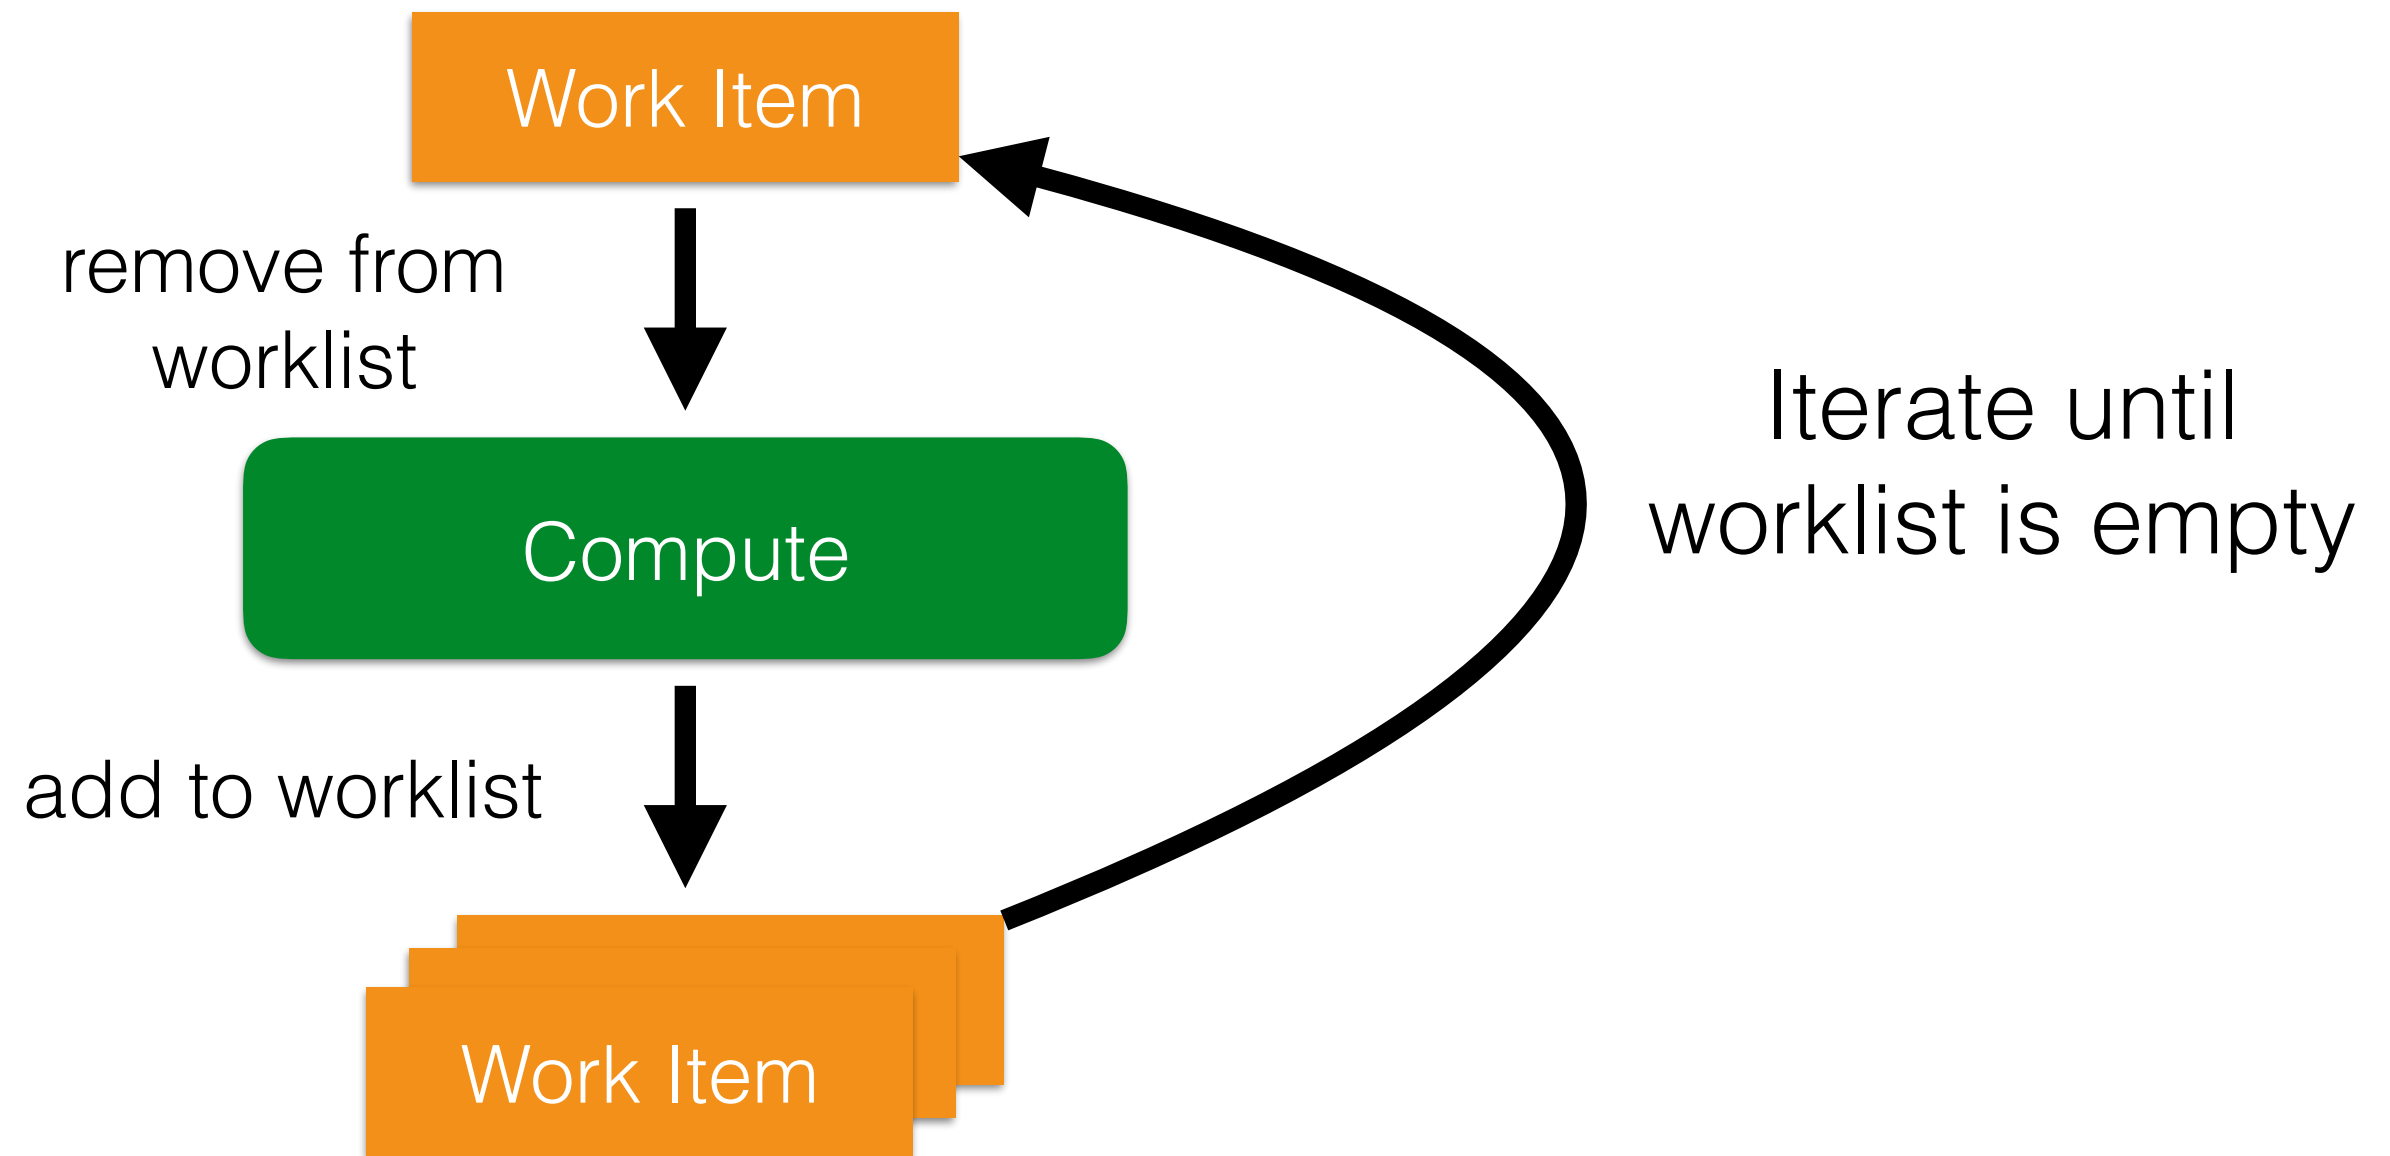 Work Item
remove from
worklist
Iterate until
worklist is empty
Compute
add to worklist
Work Item